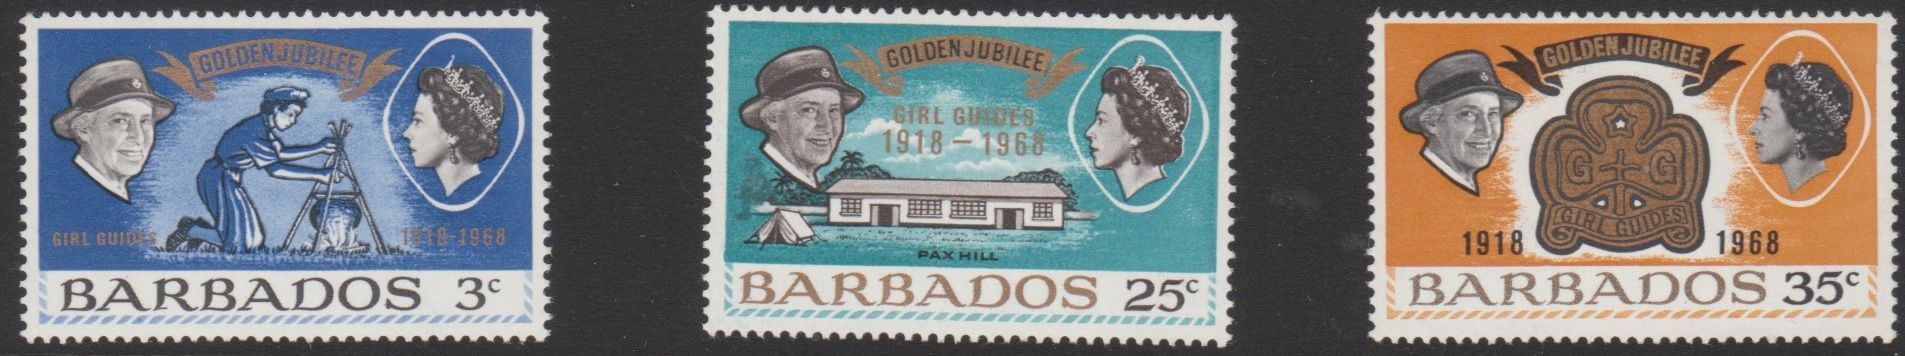 GOLDEN JUBILEE
GIRL GUIDES 1918-1968
BARBADOS 3c
GOLDEN JUBILEE
GIRL GUIDES
1918-1968
PAX HILL
BARBADOS 25c
GOLDEN JUBILEE
G G
GIRL GUIDES
1918 1968
BARBADOS 35c